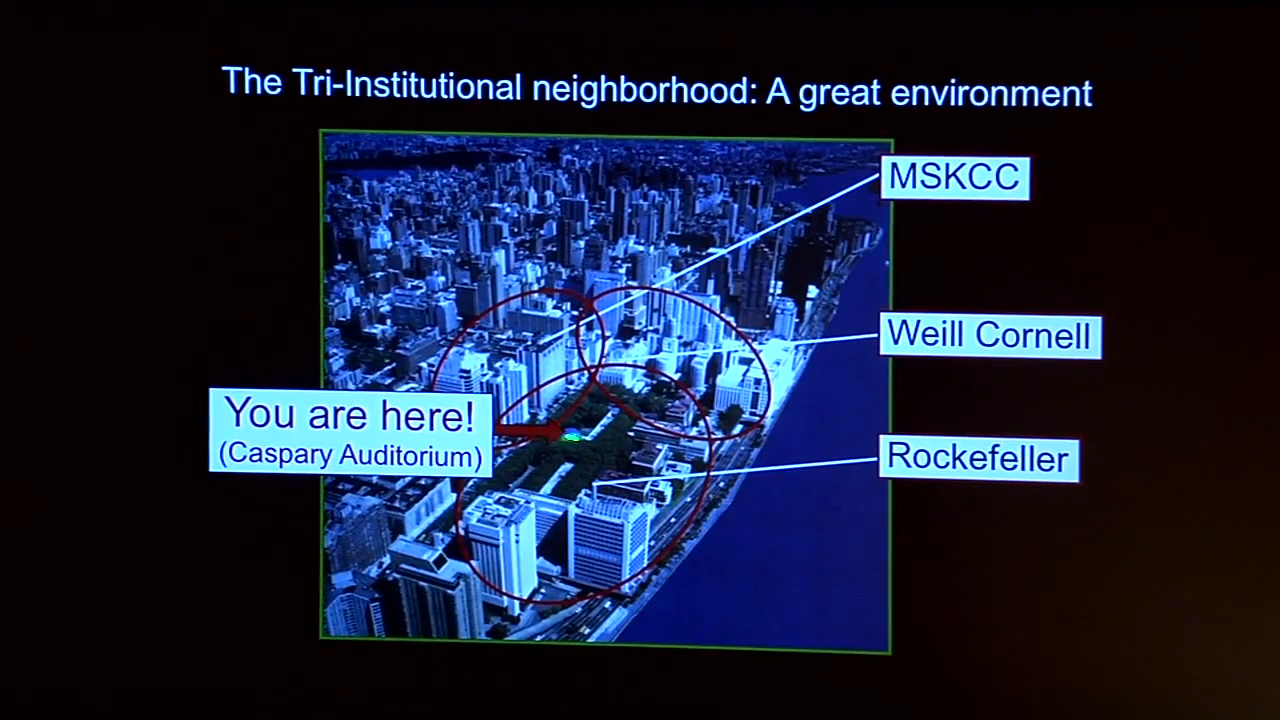 The Tri-Institutional neighborhood: A great environment
MSKCC
Weill Cornell
You are here!
(Caspary Auditorium)
Rockefeller